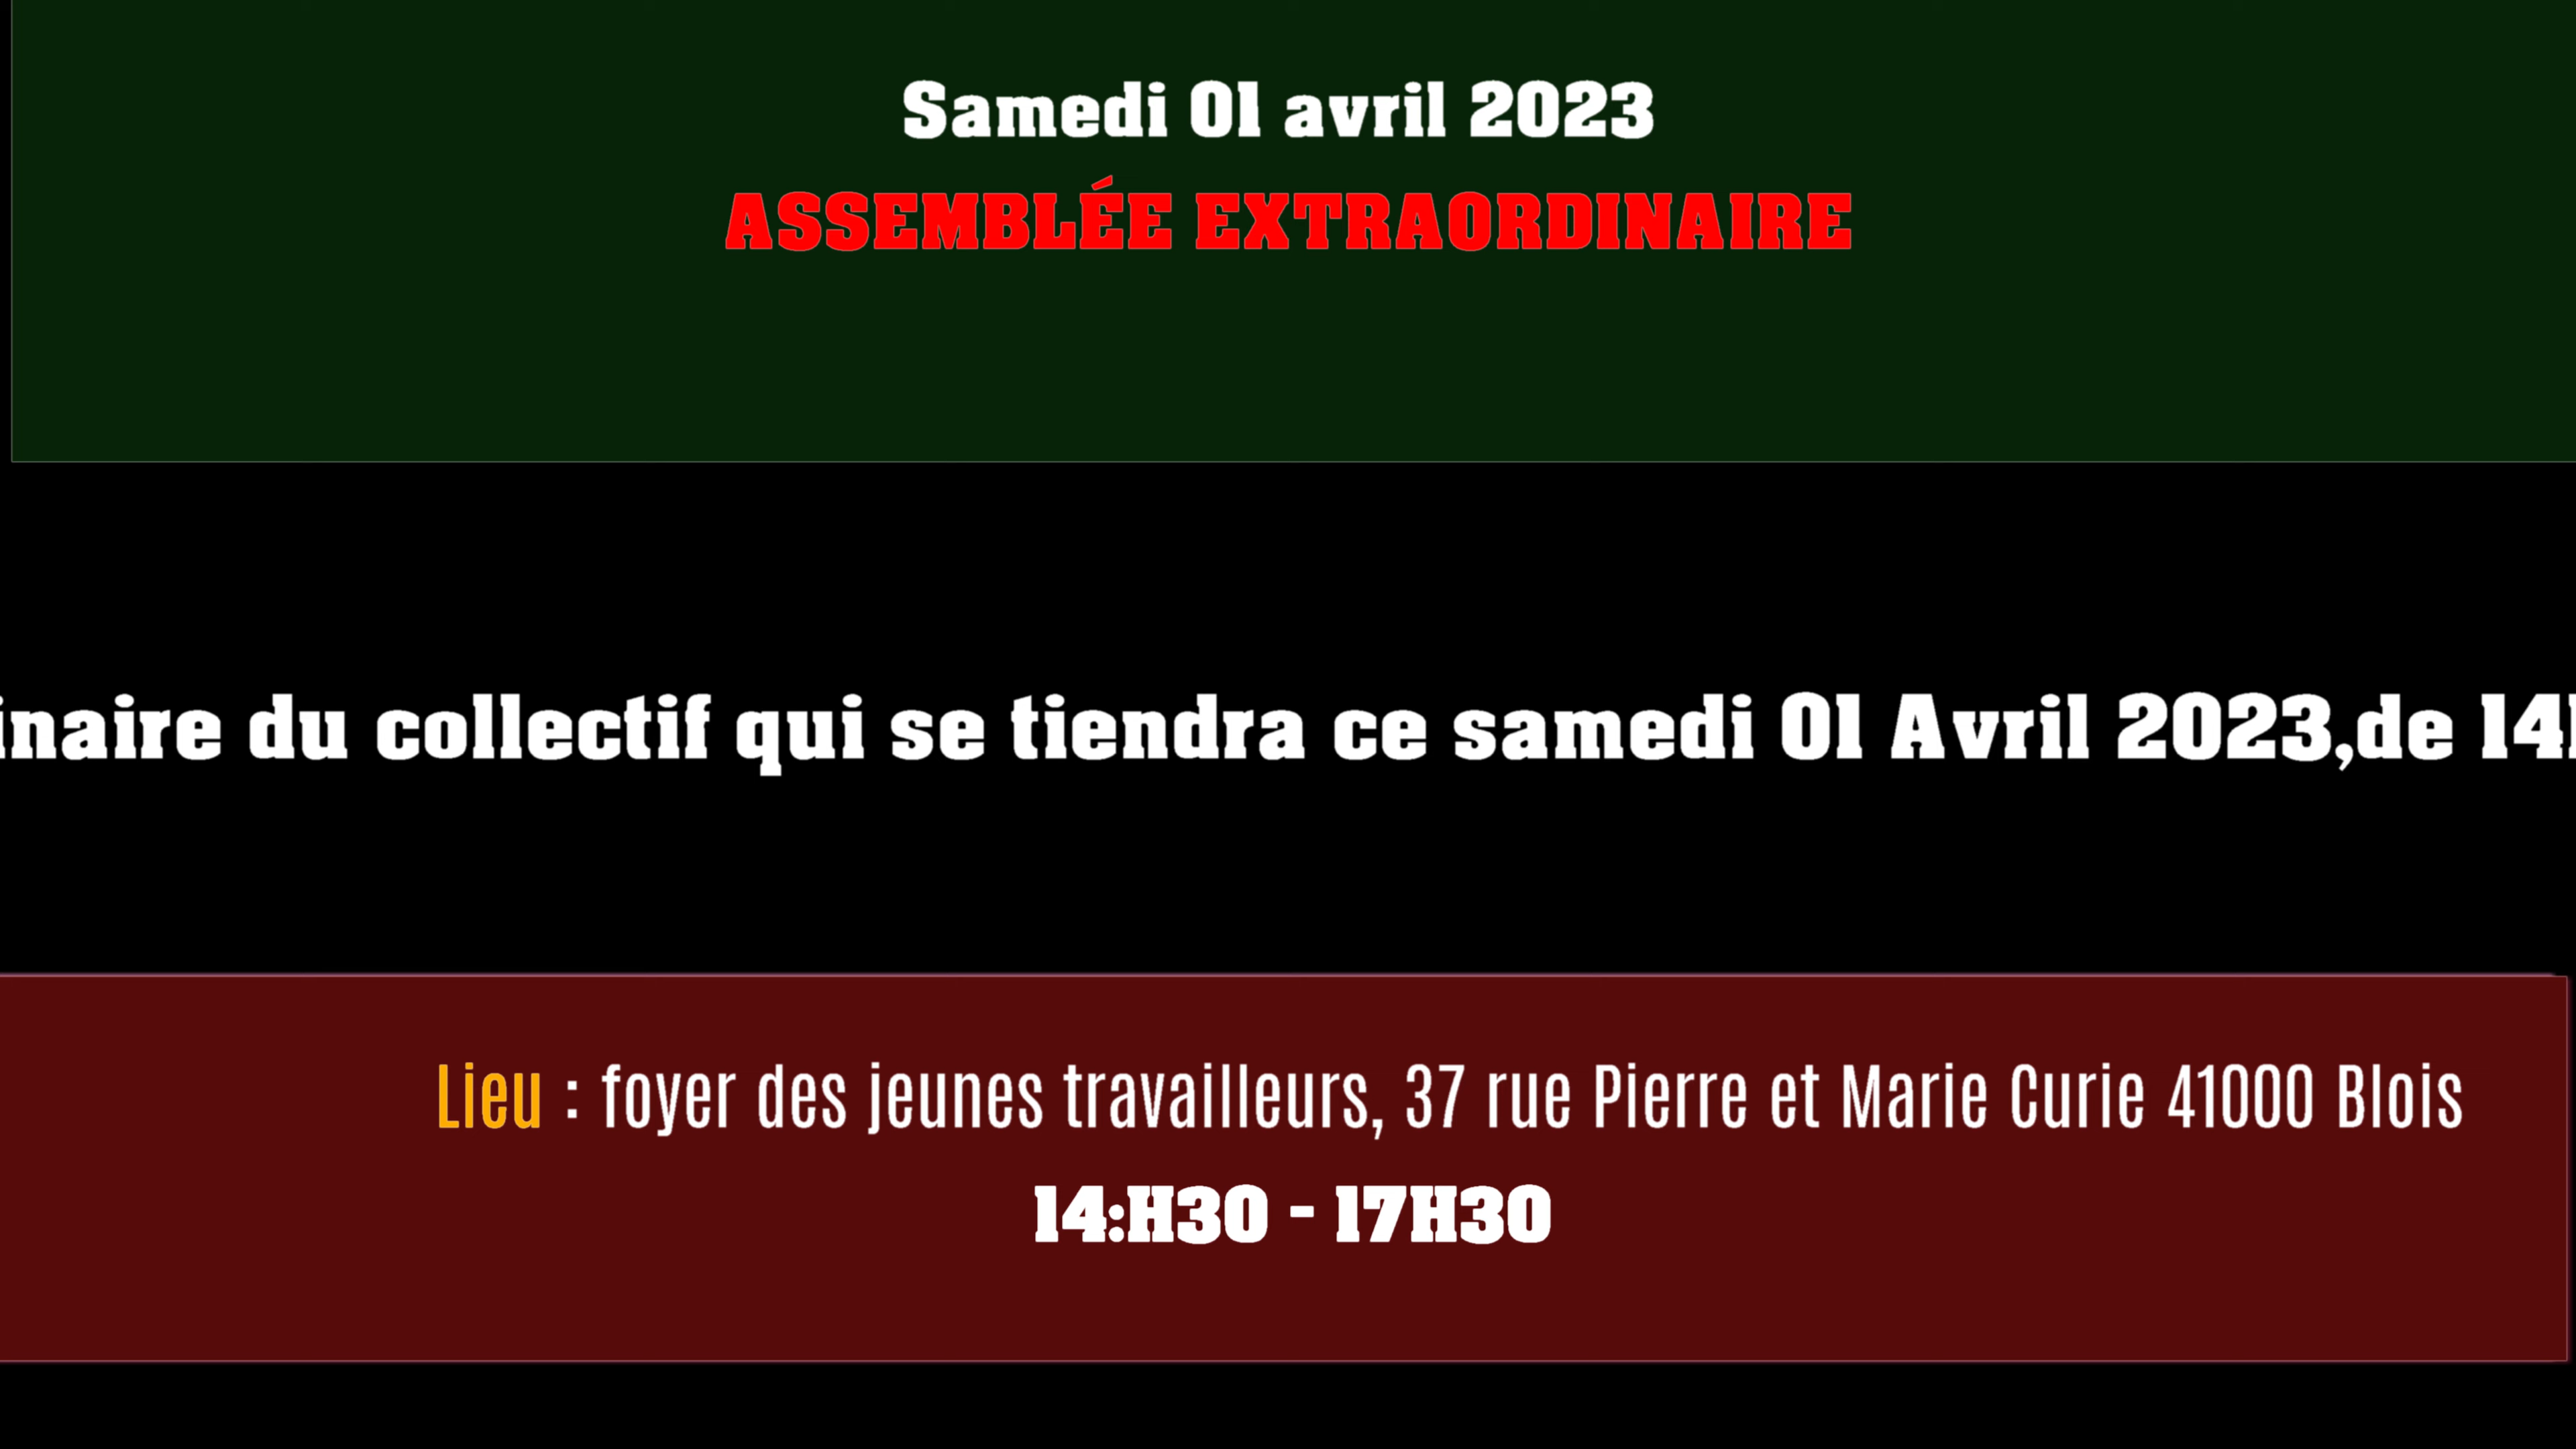 Samedi 01 avril 2023
ASSEMBLÉE EXTRAORDINAIRE
du collectif qui se tiendra ce samedi 01 Avril 2023,de
Lieu : foyer des jeunes travailleurs, 37 rue Pierre et Marie Curie 41000 Blois
14:H30 - 17H30